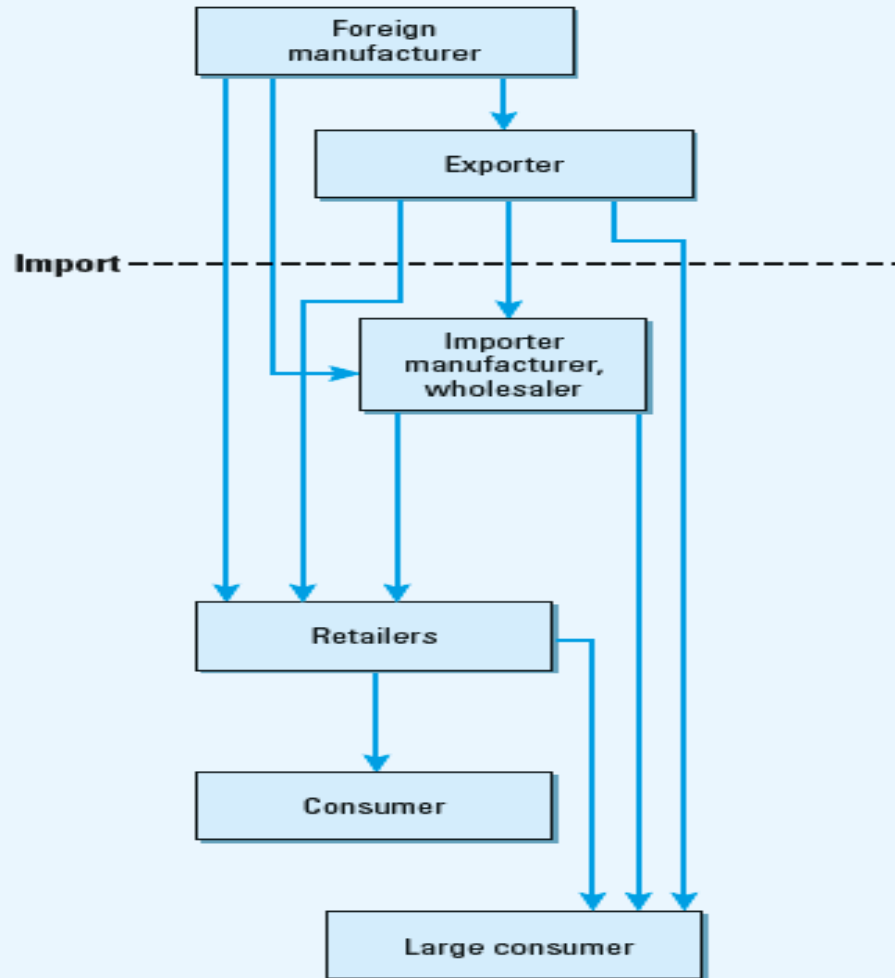 Foreign
manufacturer
Exporter
Import
Importer
manufacturer,
wholesaler
Retailers
Consumer
Large consumer